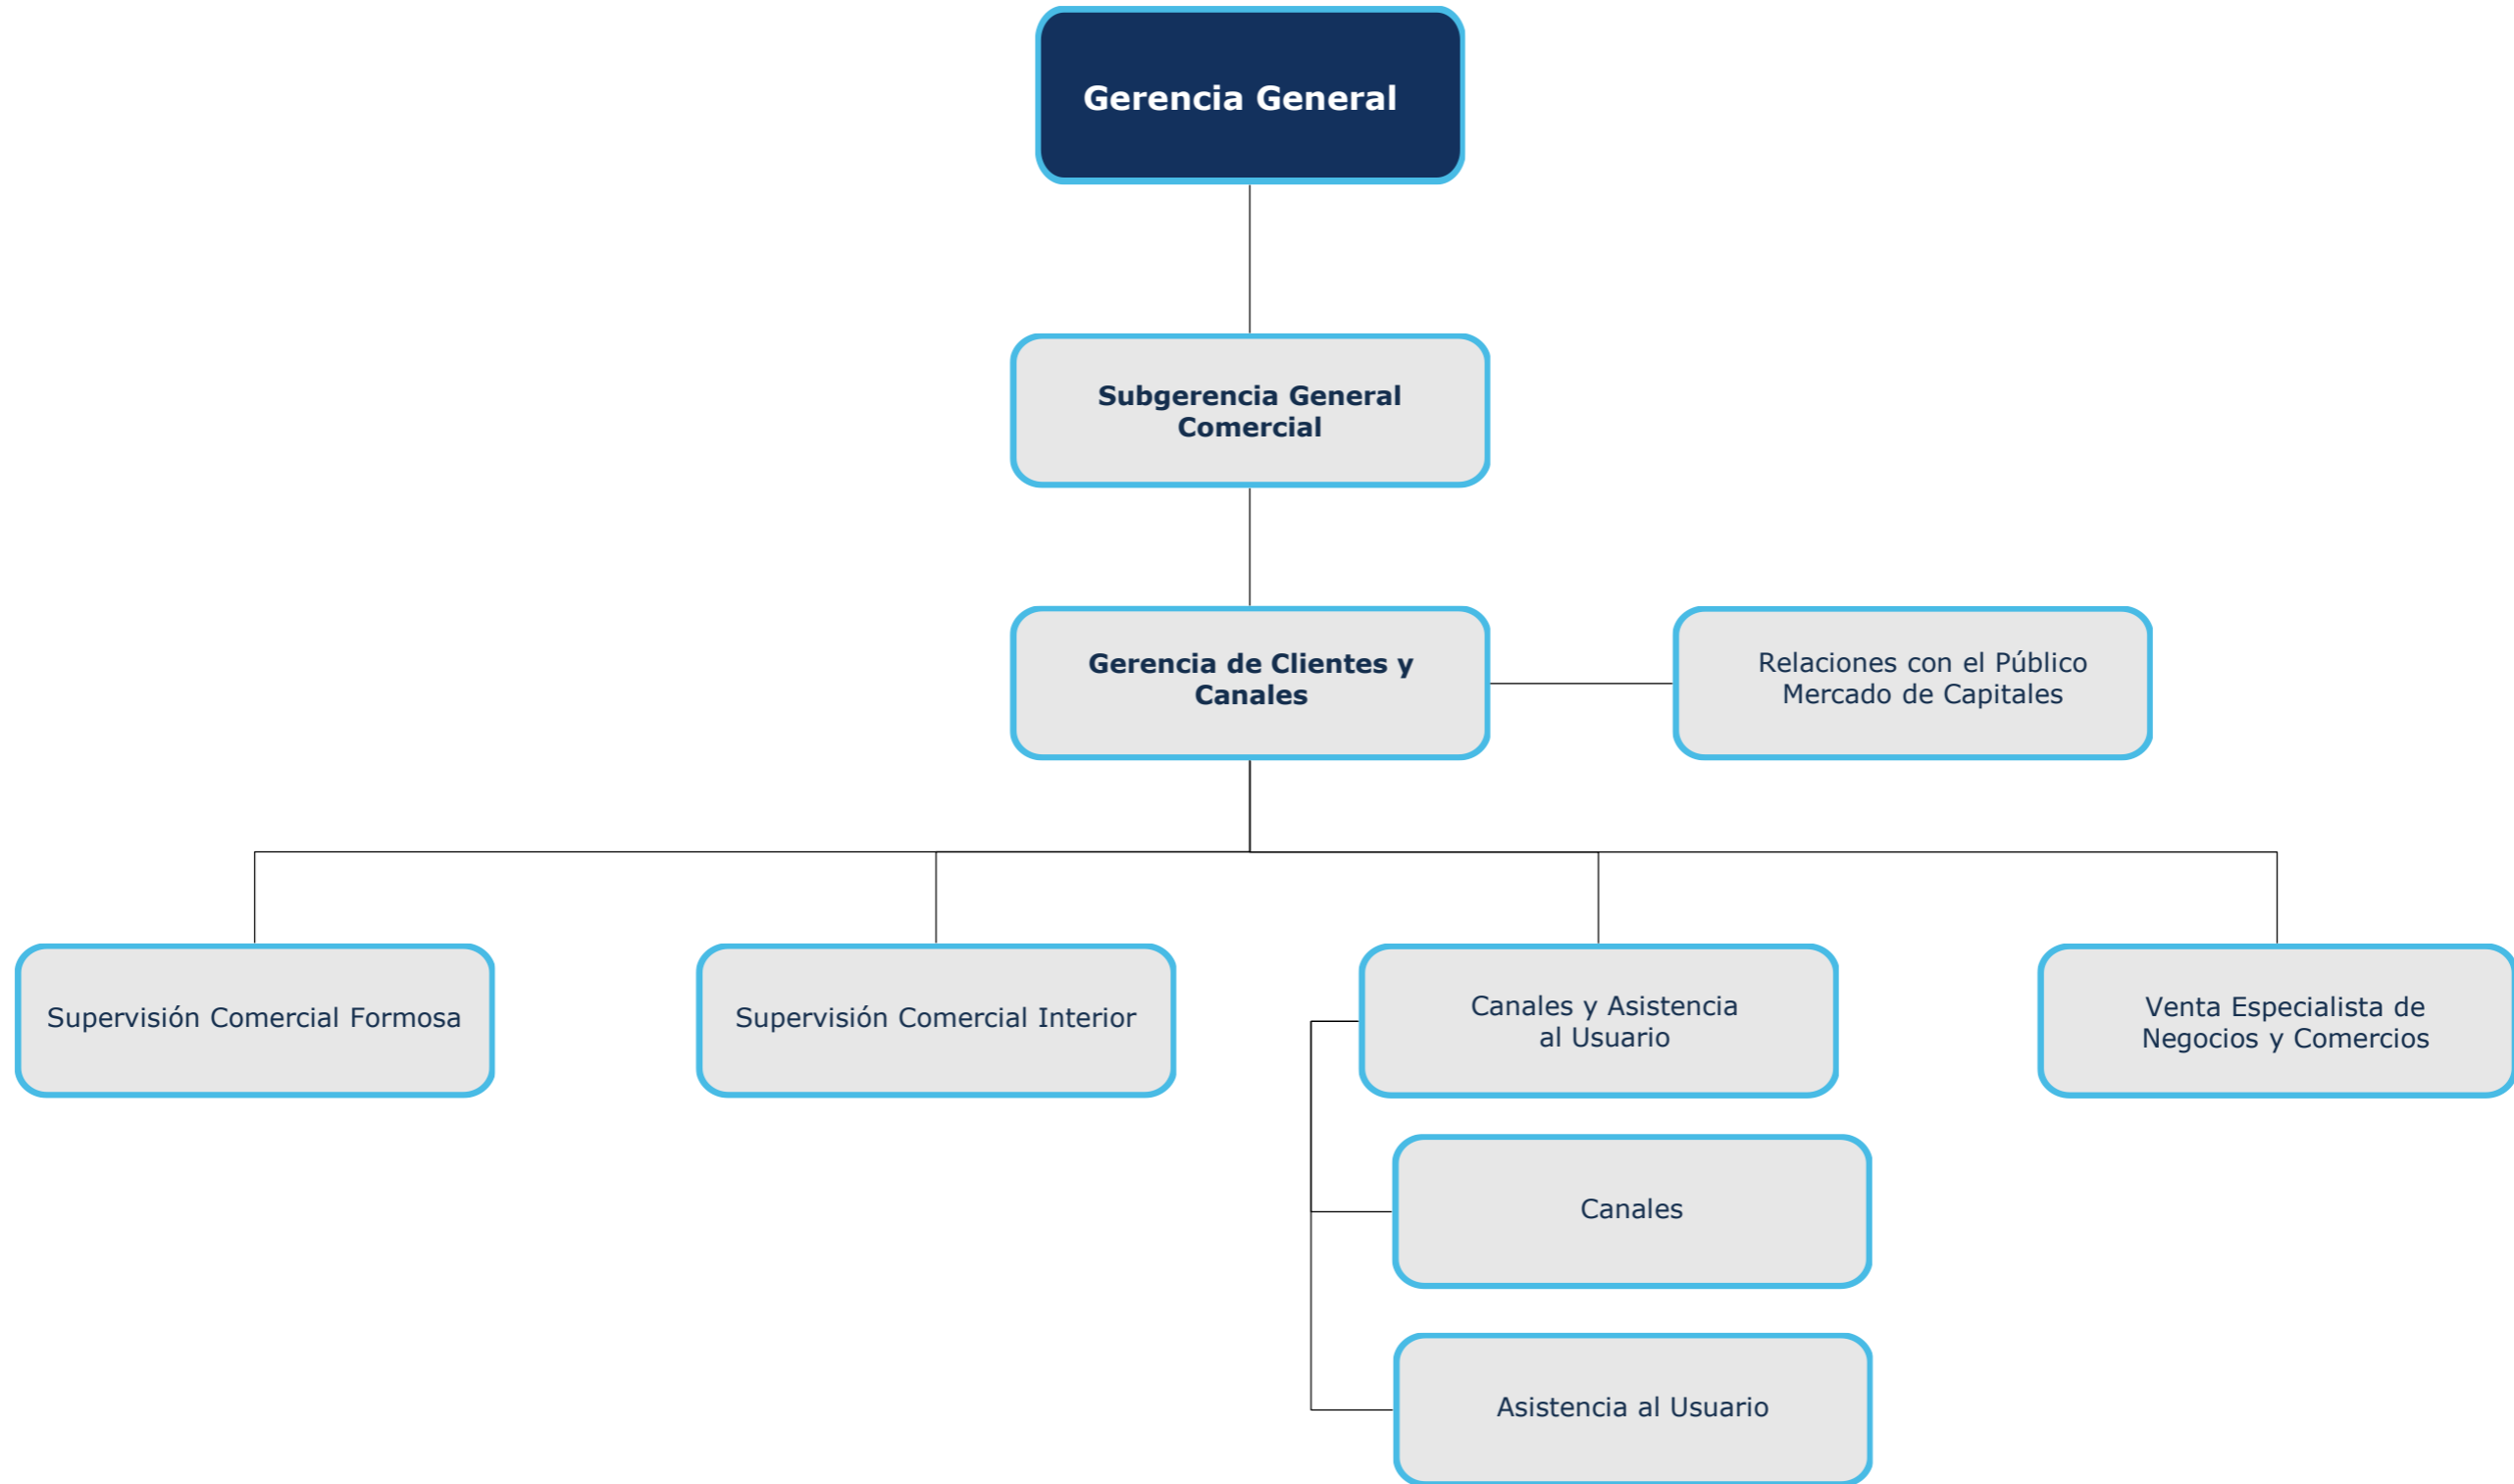 Gerencia General
Subgerencia General
Comercial
Gerencia de Clientes y
Canales
Relaciones con el Público
Mercado de Capitales
Supervisión Comercial Formosa
Supervisión Comercial Interior
Canales y Asistencia
al Usuario
Venta Especialista de
Negocios y Comercios
Canales
Asistencia al Usuario